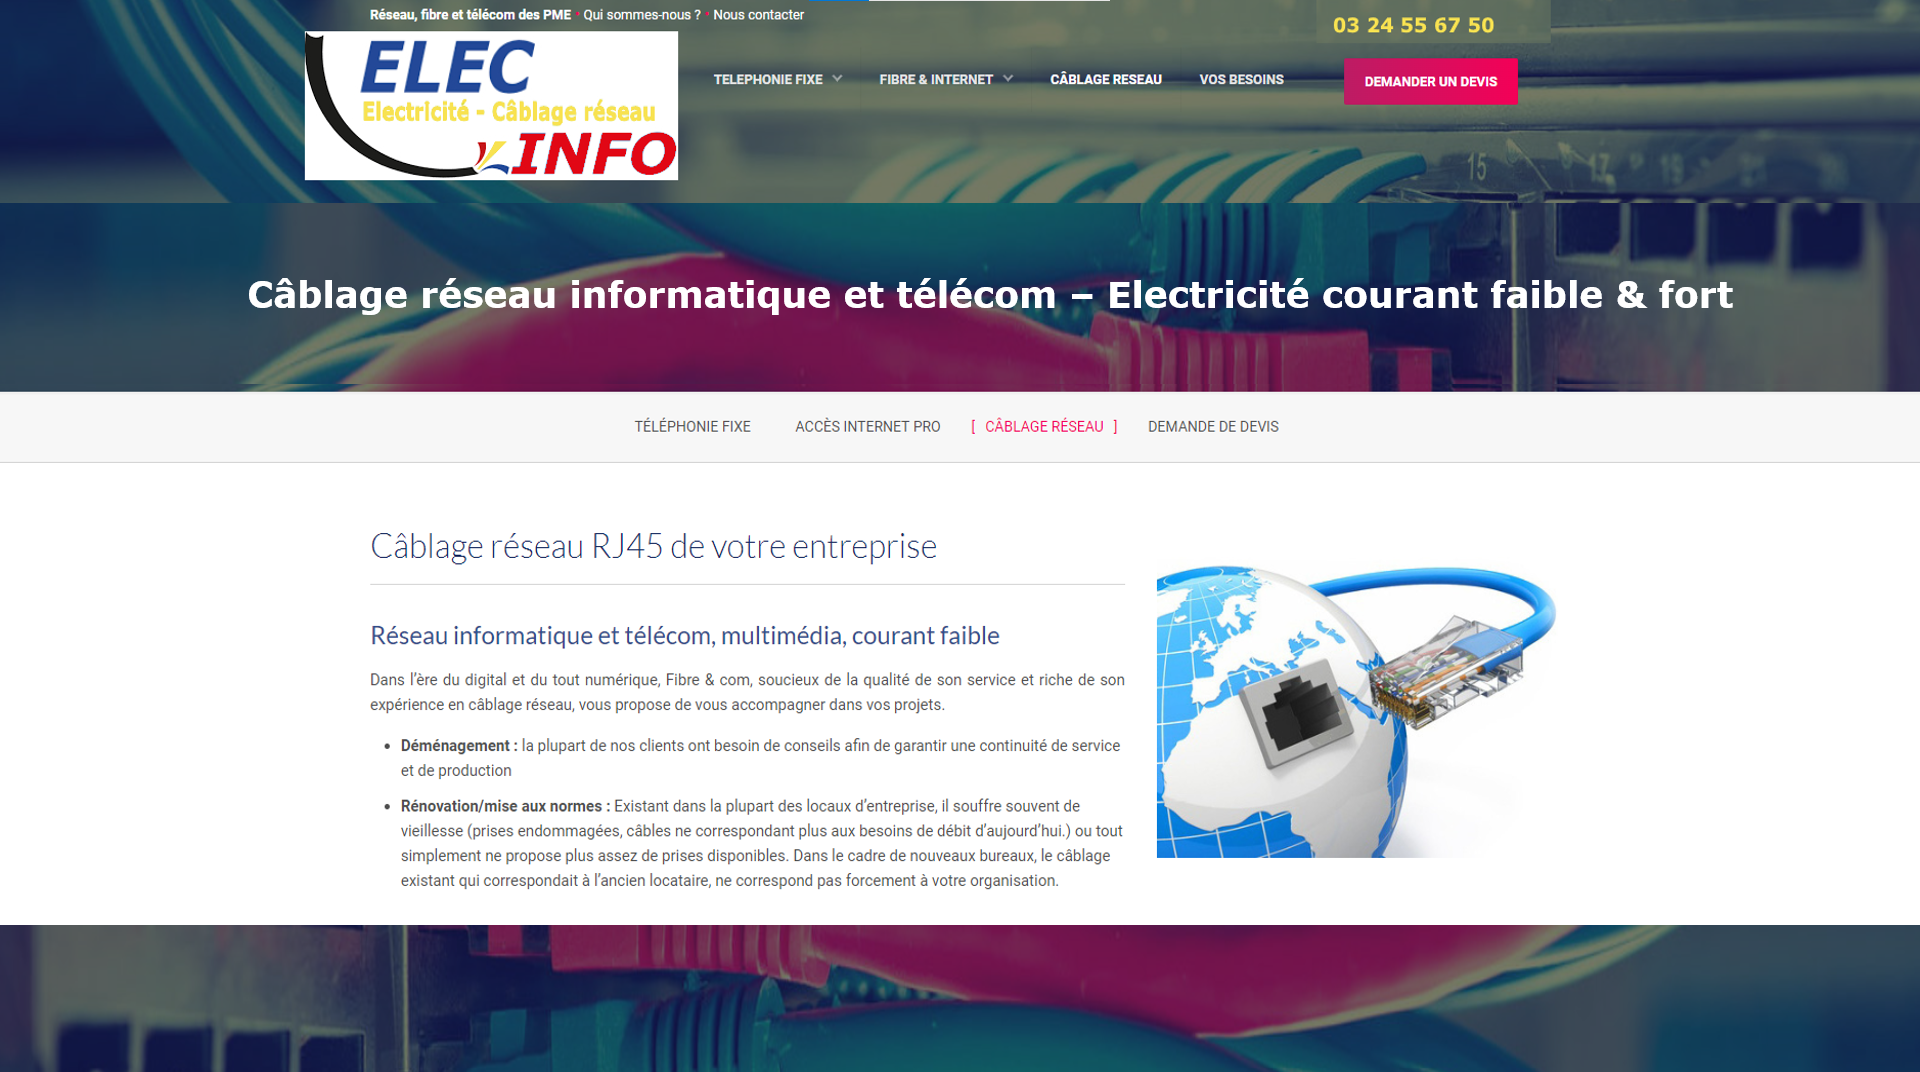 Réseau, fibre et télécom des PME • Qui sommes-nous ? • Nous contacter
03 24 55 67 50
ELEC
Electricité - Câblage réseau
INFO
TELEPHONIE FIXE
FIBRE & INTERNET
CÂBLAGE RESEAU
VOS BESOINS
DEMANDER UN DEVIS
15
17
19
21
Câblage réseau informatique et télécom – Electricité courant faible & fort
TÉLÉPHONIE FIXE
ACCÈS INTERNET PRO
[ CÂBLAGE RÉSEAU ]
DEMANDE DE DEVIS
Câblage réseau RJ45 de votre entreprise
Réseau informatique et télécom, multimédia, courant faible
Dans l’ère du digital et du tout numérique, Fibre & com, soucieux de la qualité de son service et riche de son
expérience en câblage réseau, vous propose de vous accompagner dans vos projets.
• Déménagement : la plupart de nos clients ont besoin de conseils afin de garantir une continuité de service
et de production
• Rénovation/mise aux normes : Existant dans la plupart des locaux d’entreprise, il souffre souvent de
vieillesse (prises endommagées, câbles ne correspondant plus aux besoins de débit d’aujourd’hui.) ou tout
simplement ne propose plus assez de prises disponibles. Dans le cadre de nouveaux bureaux, le câblage
existant qui correspondait à l’ancien locataire, ne correspond pas forcement à votre organisation.